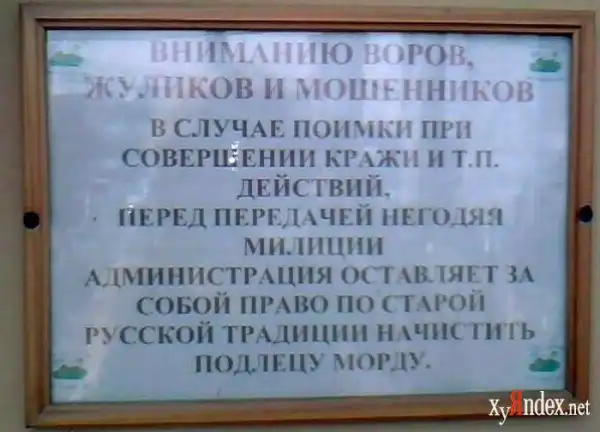 ВНИМАНИЮ ВОРОВ,
ЖУЛИКОВ И МОШЕННИКОВ
В СЛУЧАЕ ПОИМКИ ПРИ
СОВЕРШЕНИИ КРАЖИ И Т.П.
ДЕЙСТВИЙ,
ПЕРЕД ПЕРЕДАЧЕЙ НЕГОДЯЯ
МИЛИЦИИ
АДМИНИСТРАЦИЯ ОСТАВЛЯЕТ ЗА
СОБОЙ ПРАВО ПО СТАРОЙ
РУССКОЙ ТРАДИЦИИ НАЧИСТИТЬ
ПОДЛЕЦУ МОРДУ.
XyЯndex.net